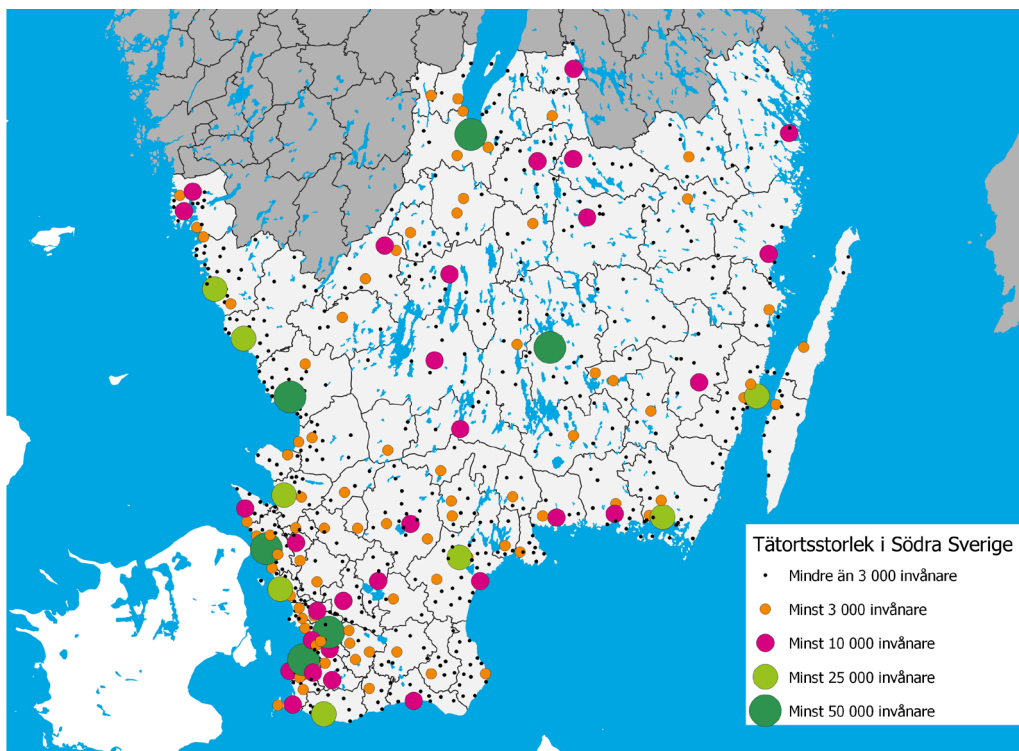 Tätortsstorlek i Södra Sverige
Mindre än 3 000 invånare
Minst 3 000 invånare
Minst 10 000 invånare
Minst 25 000 invånare
Minst 50 000 invånare